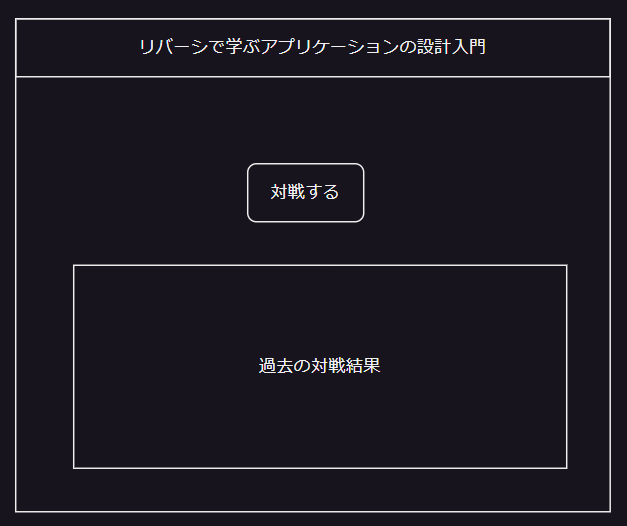 リバーシで学ぶアプリケーションの設計入門
対戦する
過去の対戦結果